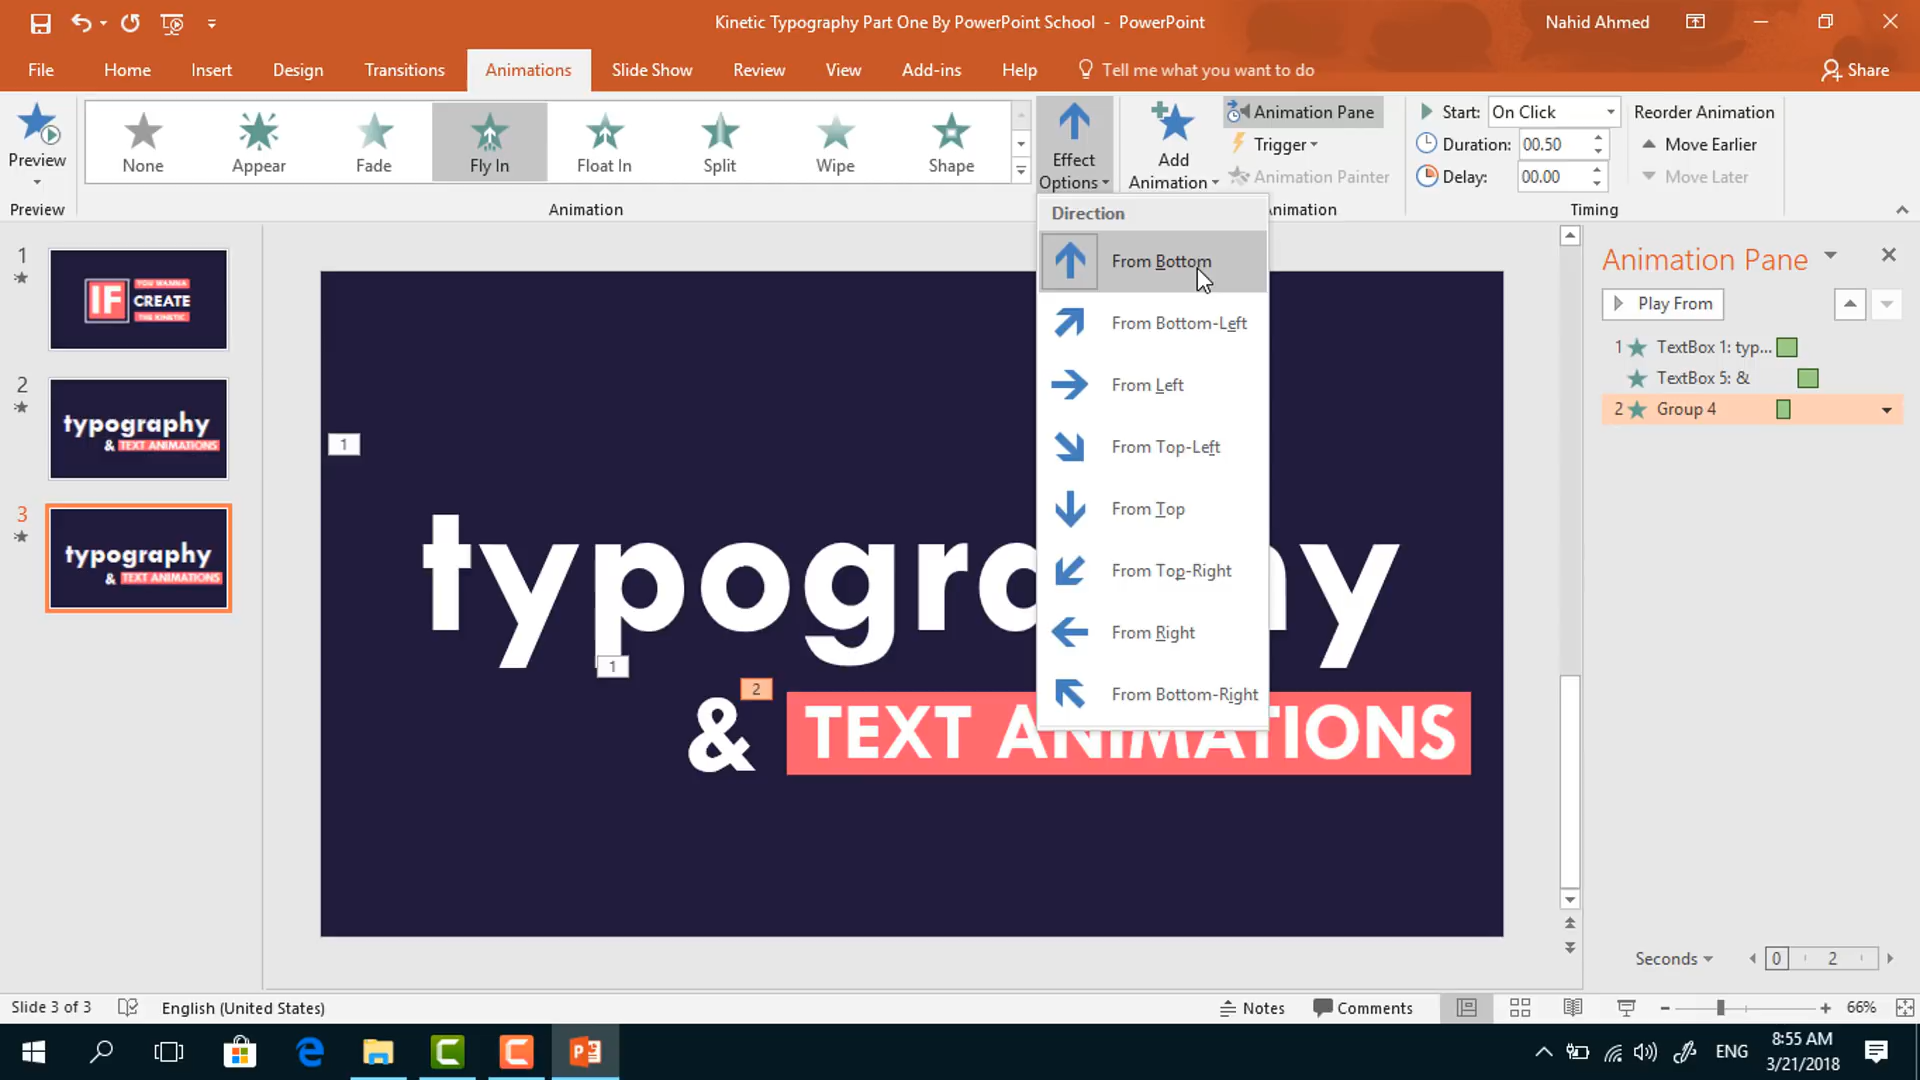 Kinetic Typography Part One By PowerPoint School - PowerPoint
Nahid Ahmed
File
Home
Insert
Design
Transitions
Animations
Slide Show
Review
View
Add-ins
Help
Tell me what you want to do
Share
Preview
None
Appear
Fade
Fly In
Float In
Split
Wipe
Shape
Effect
Options
Add
Animation
Animation Pane
Trigger
Animation Painter
Start: On Click
Duration: 00.50
Delay: 00.00
Reorder Animation
Move Earlier
Move Later
Preview
Animation
nimation
Timing
Direction
From Bottom
From Bottom-Left
From Left
From Top-Left
From Top
From Top-Right
From Right
From Bottom-Right
1
IF
YOU WANNA
CREATE
THE KINETIC
2
typography
& TEXT ANIMATIONS
3
typography
& TEXT ANIMATIONS
1
typogra hy
1
2
& TEXT ANIMATIONS
Animation Pane
Play From
1 TextBox 1: typ...
TextBox 5: &
2 Group 4
Seconds
0 2
Slide 3 of 3
English (United States)
Notes
Comments
66%
ENG
8:55 AM
3/21/2018